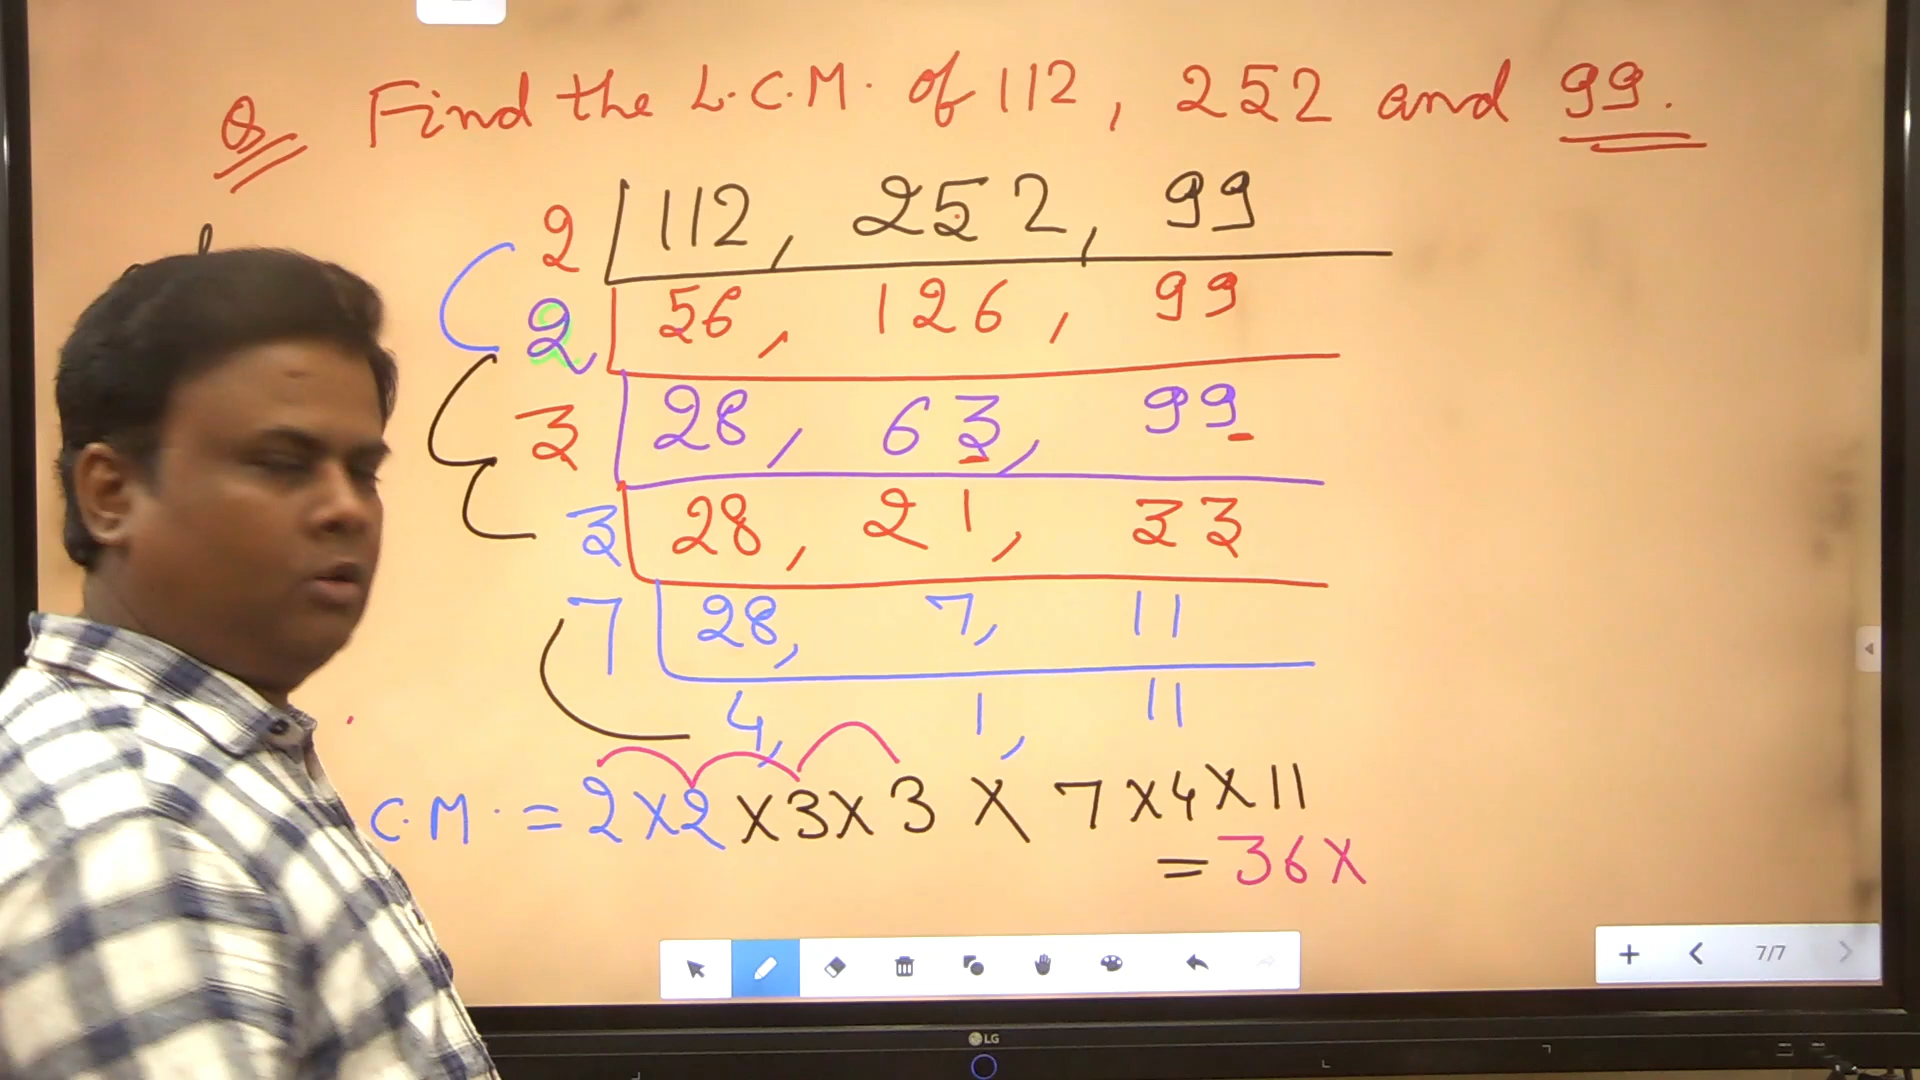 Q Find the L.C.M. of 112, 252 and 99.
2 112, 252, 99
2 56, 126, 99
3 28, 63, 99
3 28, 21, 33
7 28, 7, 11
4, 1, 11
C.M. = 2×2×3×3×7×4×11
= 36×
7/7
LG